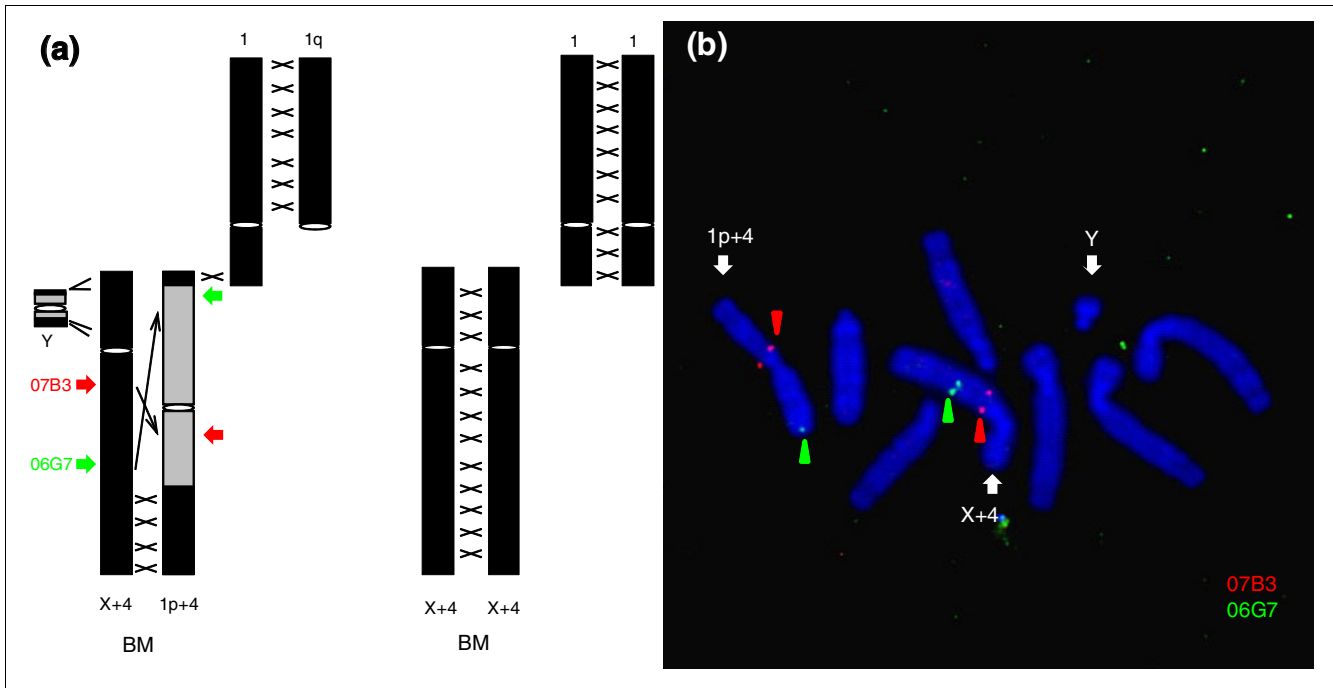 (a)
1 1q
Y
07B3
06G7
X+4 1p+4
BM
1 1
X+4 X+4
BM
(b)
1p+4
Y
X+4
07B3
06G7